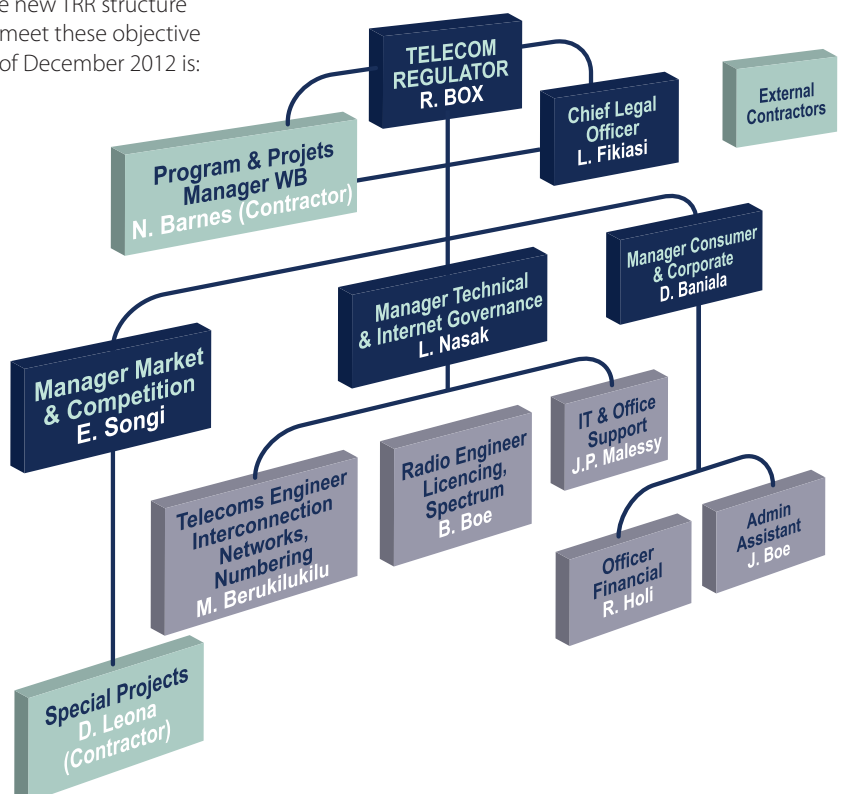 e new TRR structure
meet these objective
of December 2012 is:
TELECOM
REGULATOR
R. BOX
Chief Legal
Officer
L. Fikiasi
External
Contractors
Program & Projets
Manager WB
N. Barnes (Contractor)
Manager Consumer
& Corporate
D. Baniala
Manager Technical
& Internet Governance
L. Nasak
Manager Market
& Competition
E. Songi
IT & Office
Support
J.P. Malessy
Radio Engineer
Licencing,
Spectrum
B. Boe
Telecoms Engineer
Interconnection
Networks,
Numbering
M. Berukilukilu
Admin
Assistant
J. Boe
Officer
Financial
R. Holi
Special Projects
D. Leona
(Contractor)